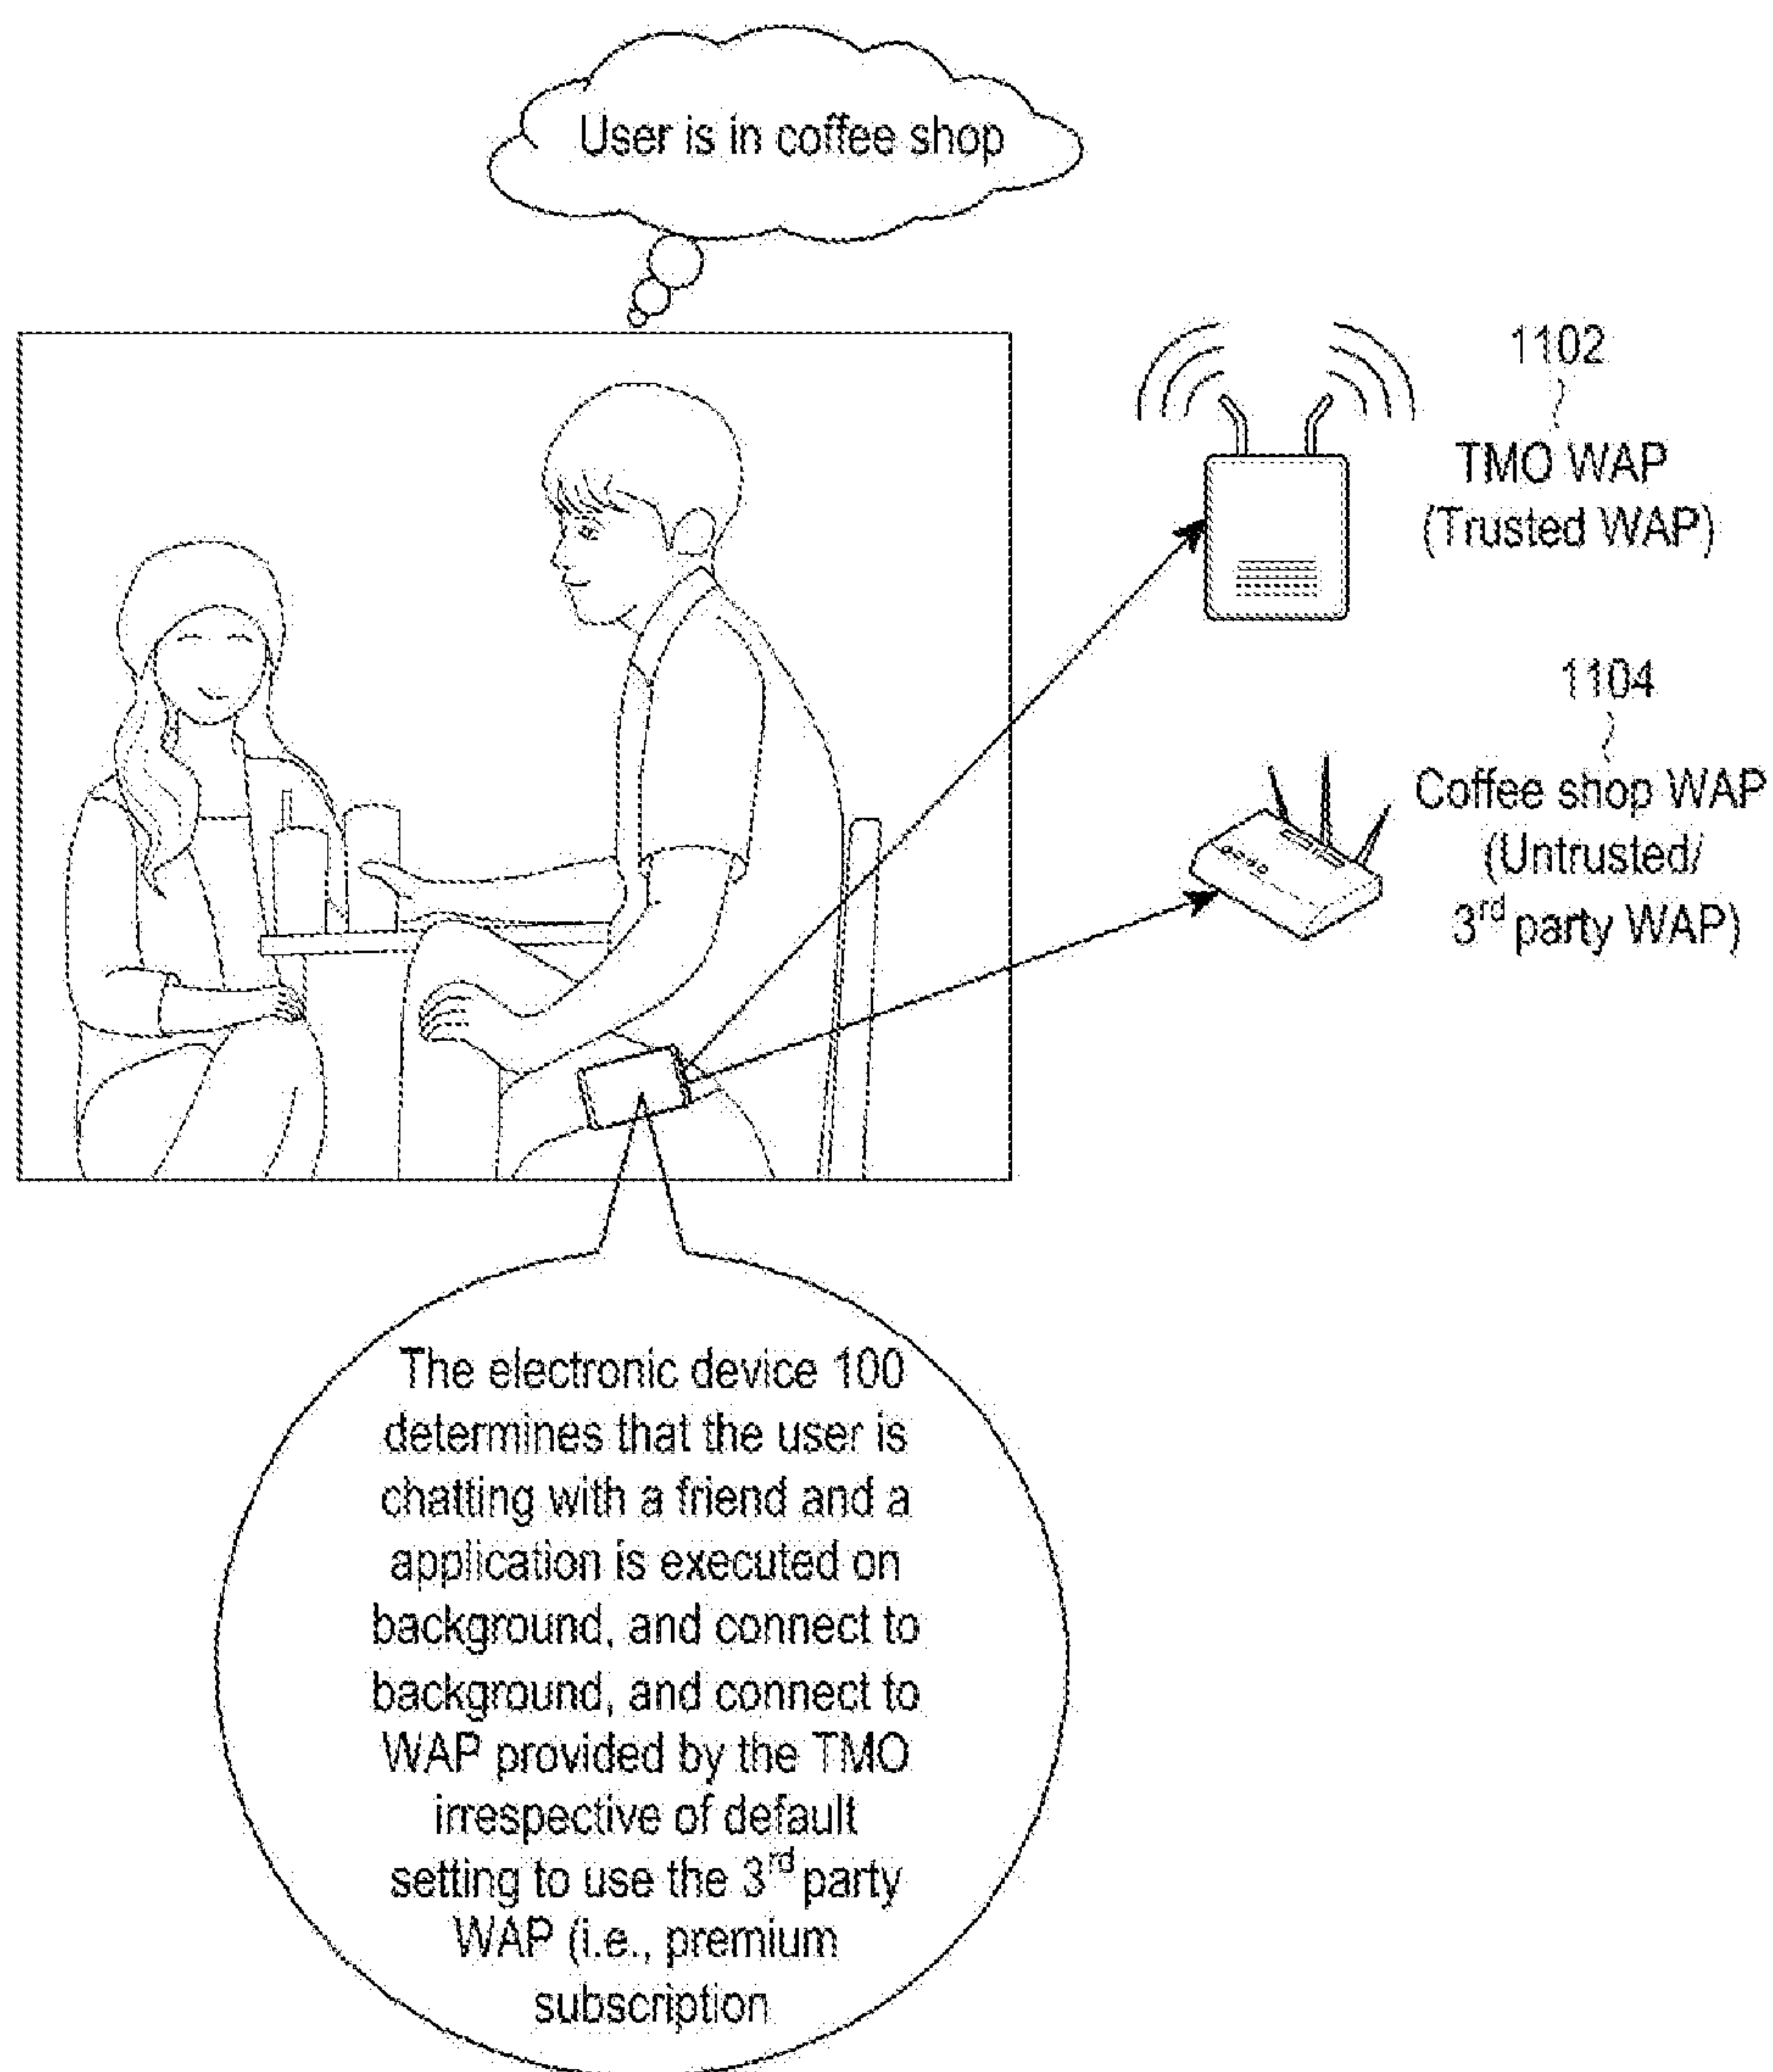 User is in coffee shop
1102
TMO WAP
(Trusted WAP)
1104
Coffee shop WAP
(Untrusted/
3rd party WAP)
The electronic device 100
determines that the user is
chatting with a friend and a
application is executed on
background, and connect to
background, and connect to
WAP provided by the TMO
irrespective of default
setting to use the 3rd party
WAP (i.e., premium
subscription